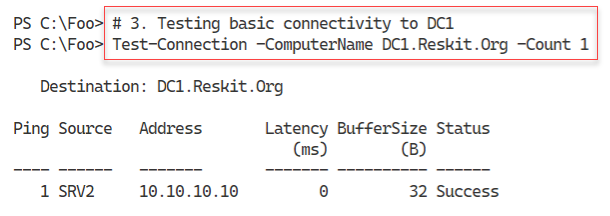 PS C:\Foo> # 3. Testing basic connectivity to DC1
PS C:\Foo> Test-Connection -ComputerName DC1.Reskit.Org -Count 1
Destination: DC1.Reskit.Org
Ping Source Address Latency BufferSize Status
(ms) (B)
---- ------ ------- ------- ---------- ------
1 SRV2 10.10.10.10 0 32 Success